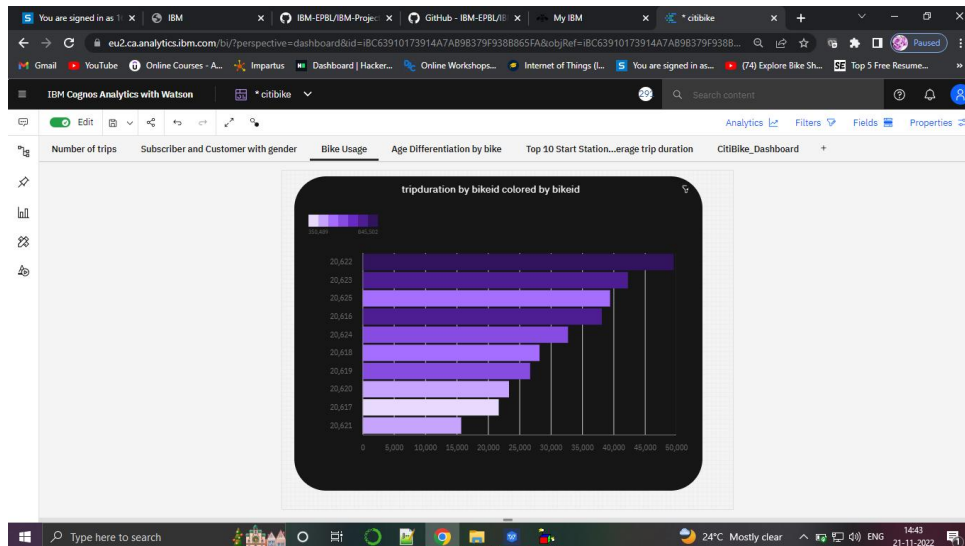 You are signed in as 1
IBM
IBM-EPBL/IBM-Projec
GitHub - IBM-EPBL/IB
My IBM
* citibike
eu2.ca.analytics.ibm.com/bi/?perspective=dashboard&id=iBC63910173914A7AB9B379F938B865FA&objRef=iBC63910173914A7AB9B379F938B...
Paused
Gmail
YouTube
Online Courses - A...
Impartus
Dashboard | Hacker...
Online Workshops...
Internet of Things (I...
You are signed in as...
(74) Explore Bike Sh...
Top 5 Free Resume...
IBM Cognos Analytics with Watson
* citibike
Search content
Edit
Analytics
Filters
Fields
Properties
Number of trips
Subscriber and Customer with gender
Bike Usage
Age Differentiation by bike
Top 10 Start Station...erage trip duration
CitiBike_Dashboard
+
tripduration by bikeid colored by bikeid
20,622
20,623
20,625
20,616
20,624
20,618
20,619
20,620
20,617
20,621
0 5,000 10,000 15,000 20,000 25,000 30,000 35,000 40,000 45,000 50,000
Type here to search
24°C Mostly clear
ENG
14:43
21-11-2022